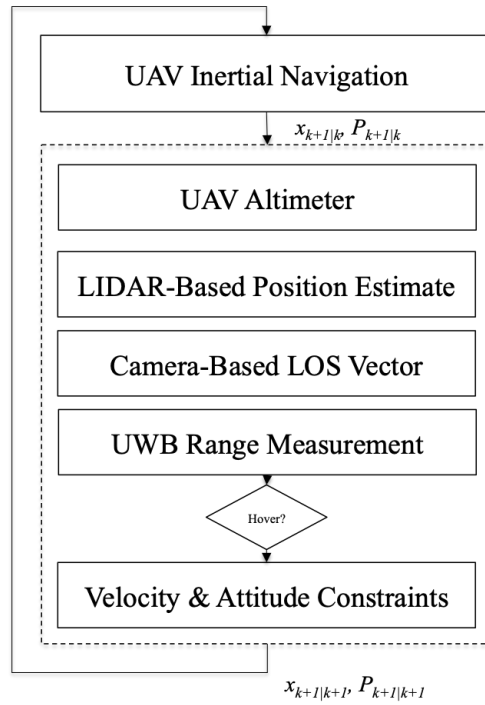 UAV Inertial Navigation
x_{k+1|k}, P_{k+1|k}
UAV Altimeter
LIDAR-Based Position Estimate
Camera-Based LOS Vector
UWB Range Measurement
Hover?
Velocity & Attitude Constraints
x_{k+1|k+1}, P_{k+1|k+1}